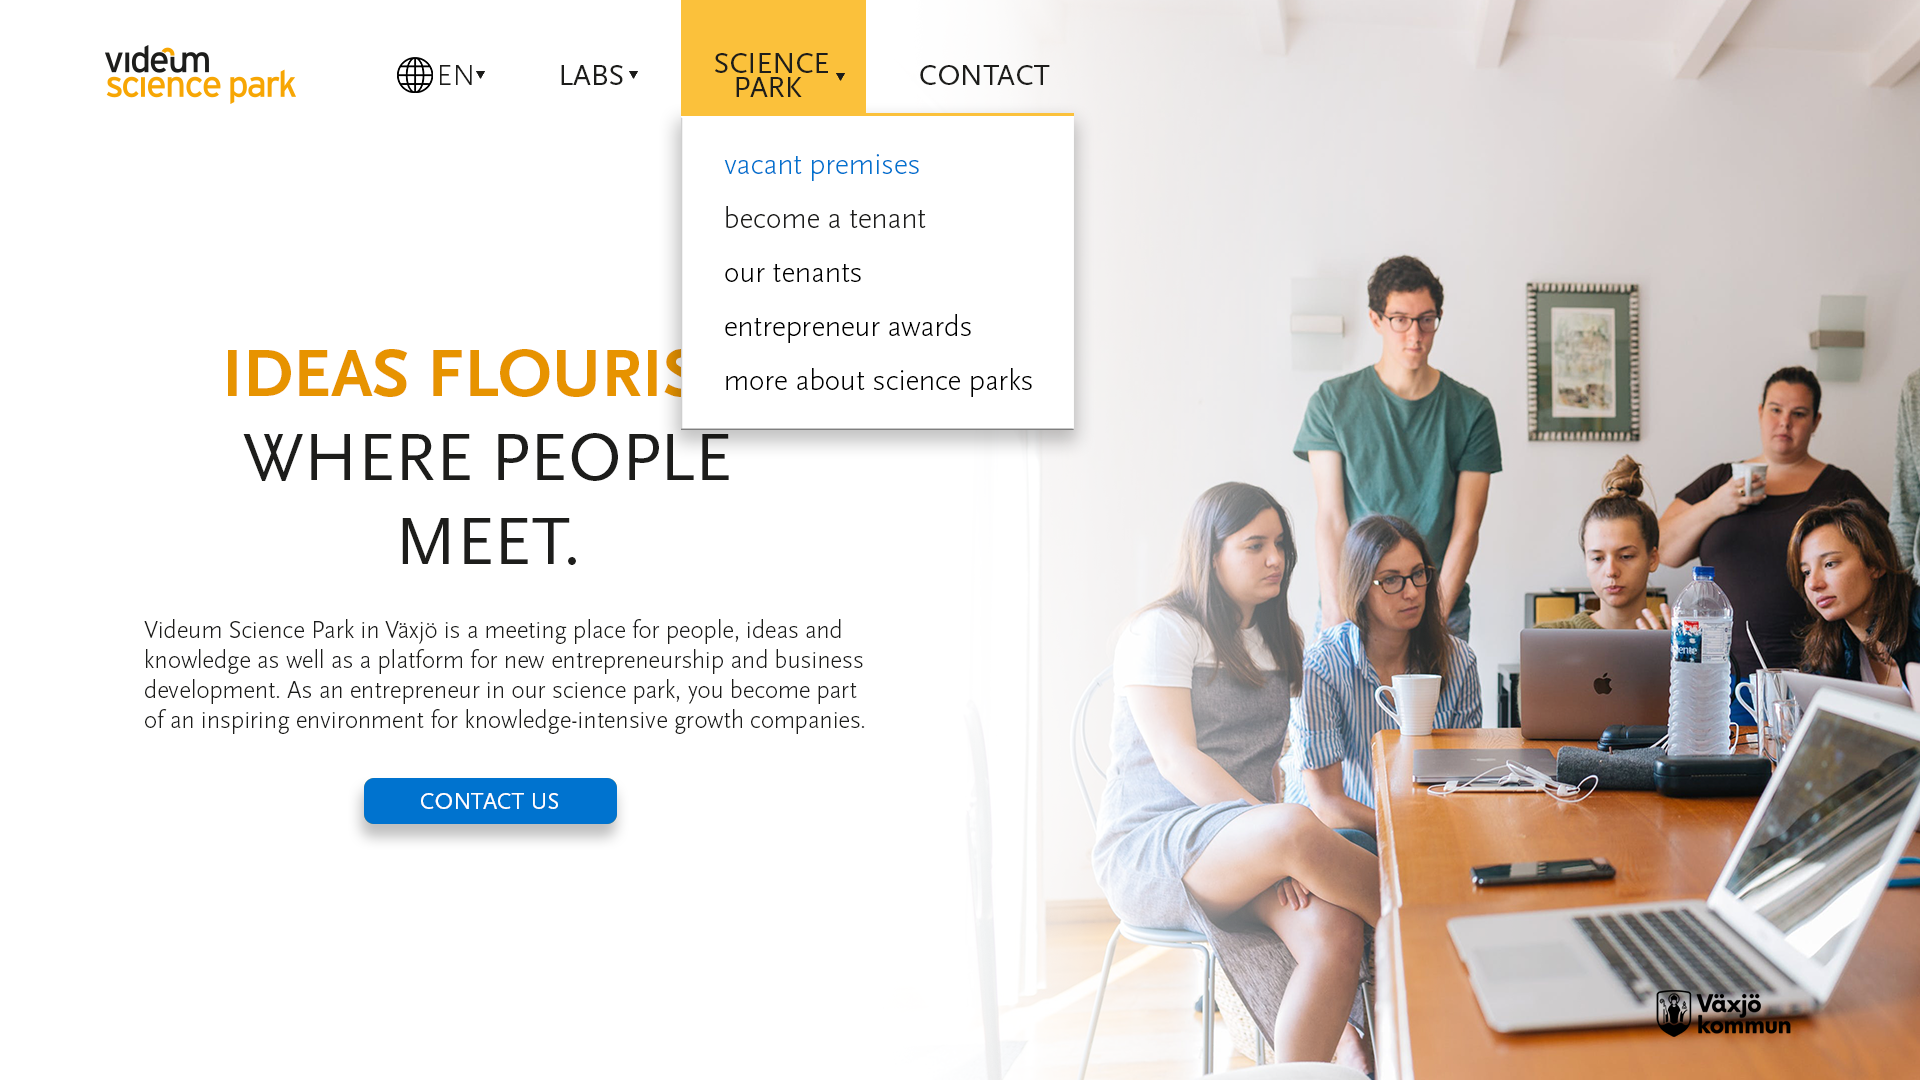 videum
science park
EN
LABS
SCIENCE
PARK
CONTACT
vacant premises
become a tenant
our tenants
entrepreneur awards
more about science parks
IDEAS FLOURIS
WHERE PEOPLE
MEET.
Videum Science Park in Växjö is a meeting place for people, ideas and
knowledge as well as a platform for new entrepreneurship and business
development. As an entrepreneur in our science park, you become part
of an inspiring environment for knowledge-intensive growth companies.
CONTACT US
Växjö
kommun